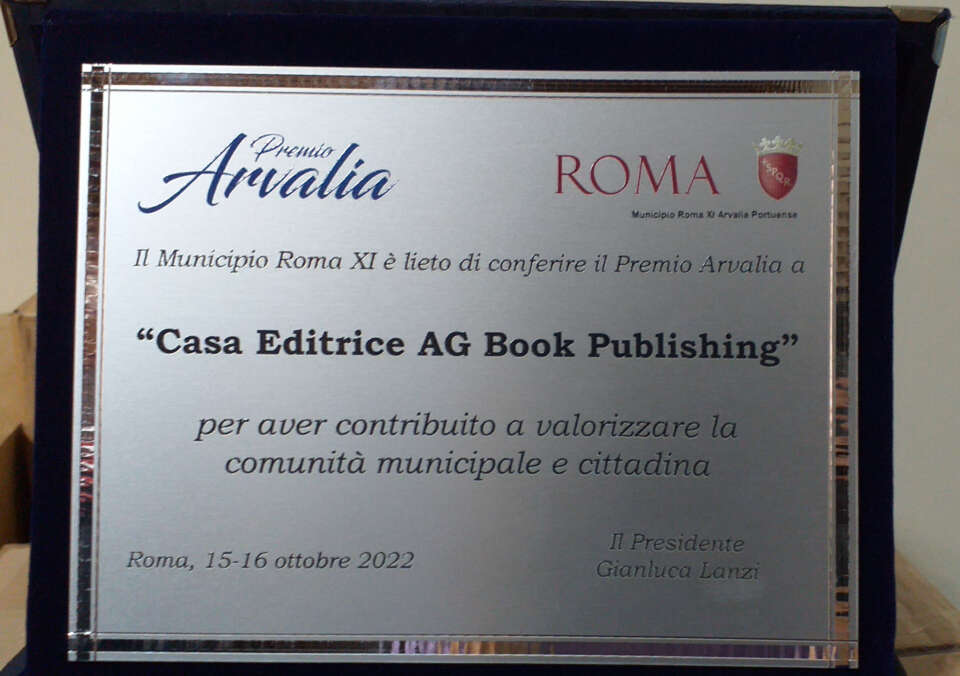 Premio
Arvalia
ROMA
S.P.Q.R.
Municipio Roma XI Arvalia Portuense
Il Municipio Roma XI è lieto di conferire il Premio Arvalia a
“Casa Editrice AG Book Publishing”
per aver contribuito a valorizzare la
comunità municipale e cittadina
Roma, 15-16 ottobre 2022
Il Presidente
Gianluca Lanzi